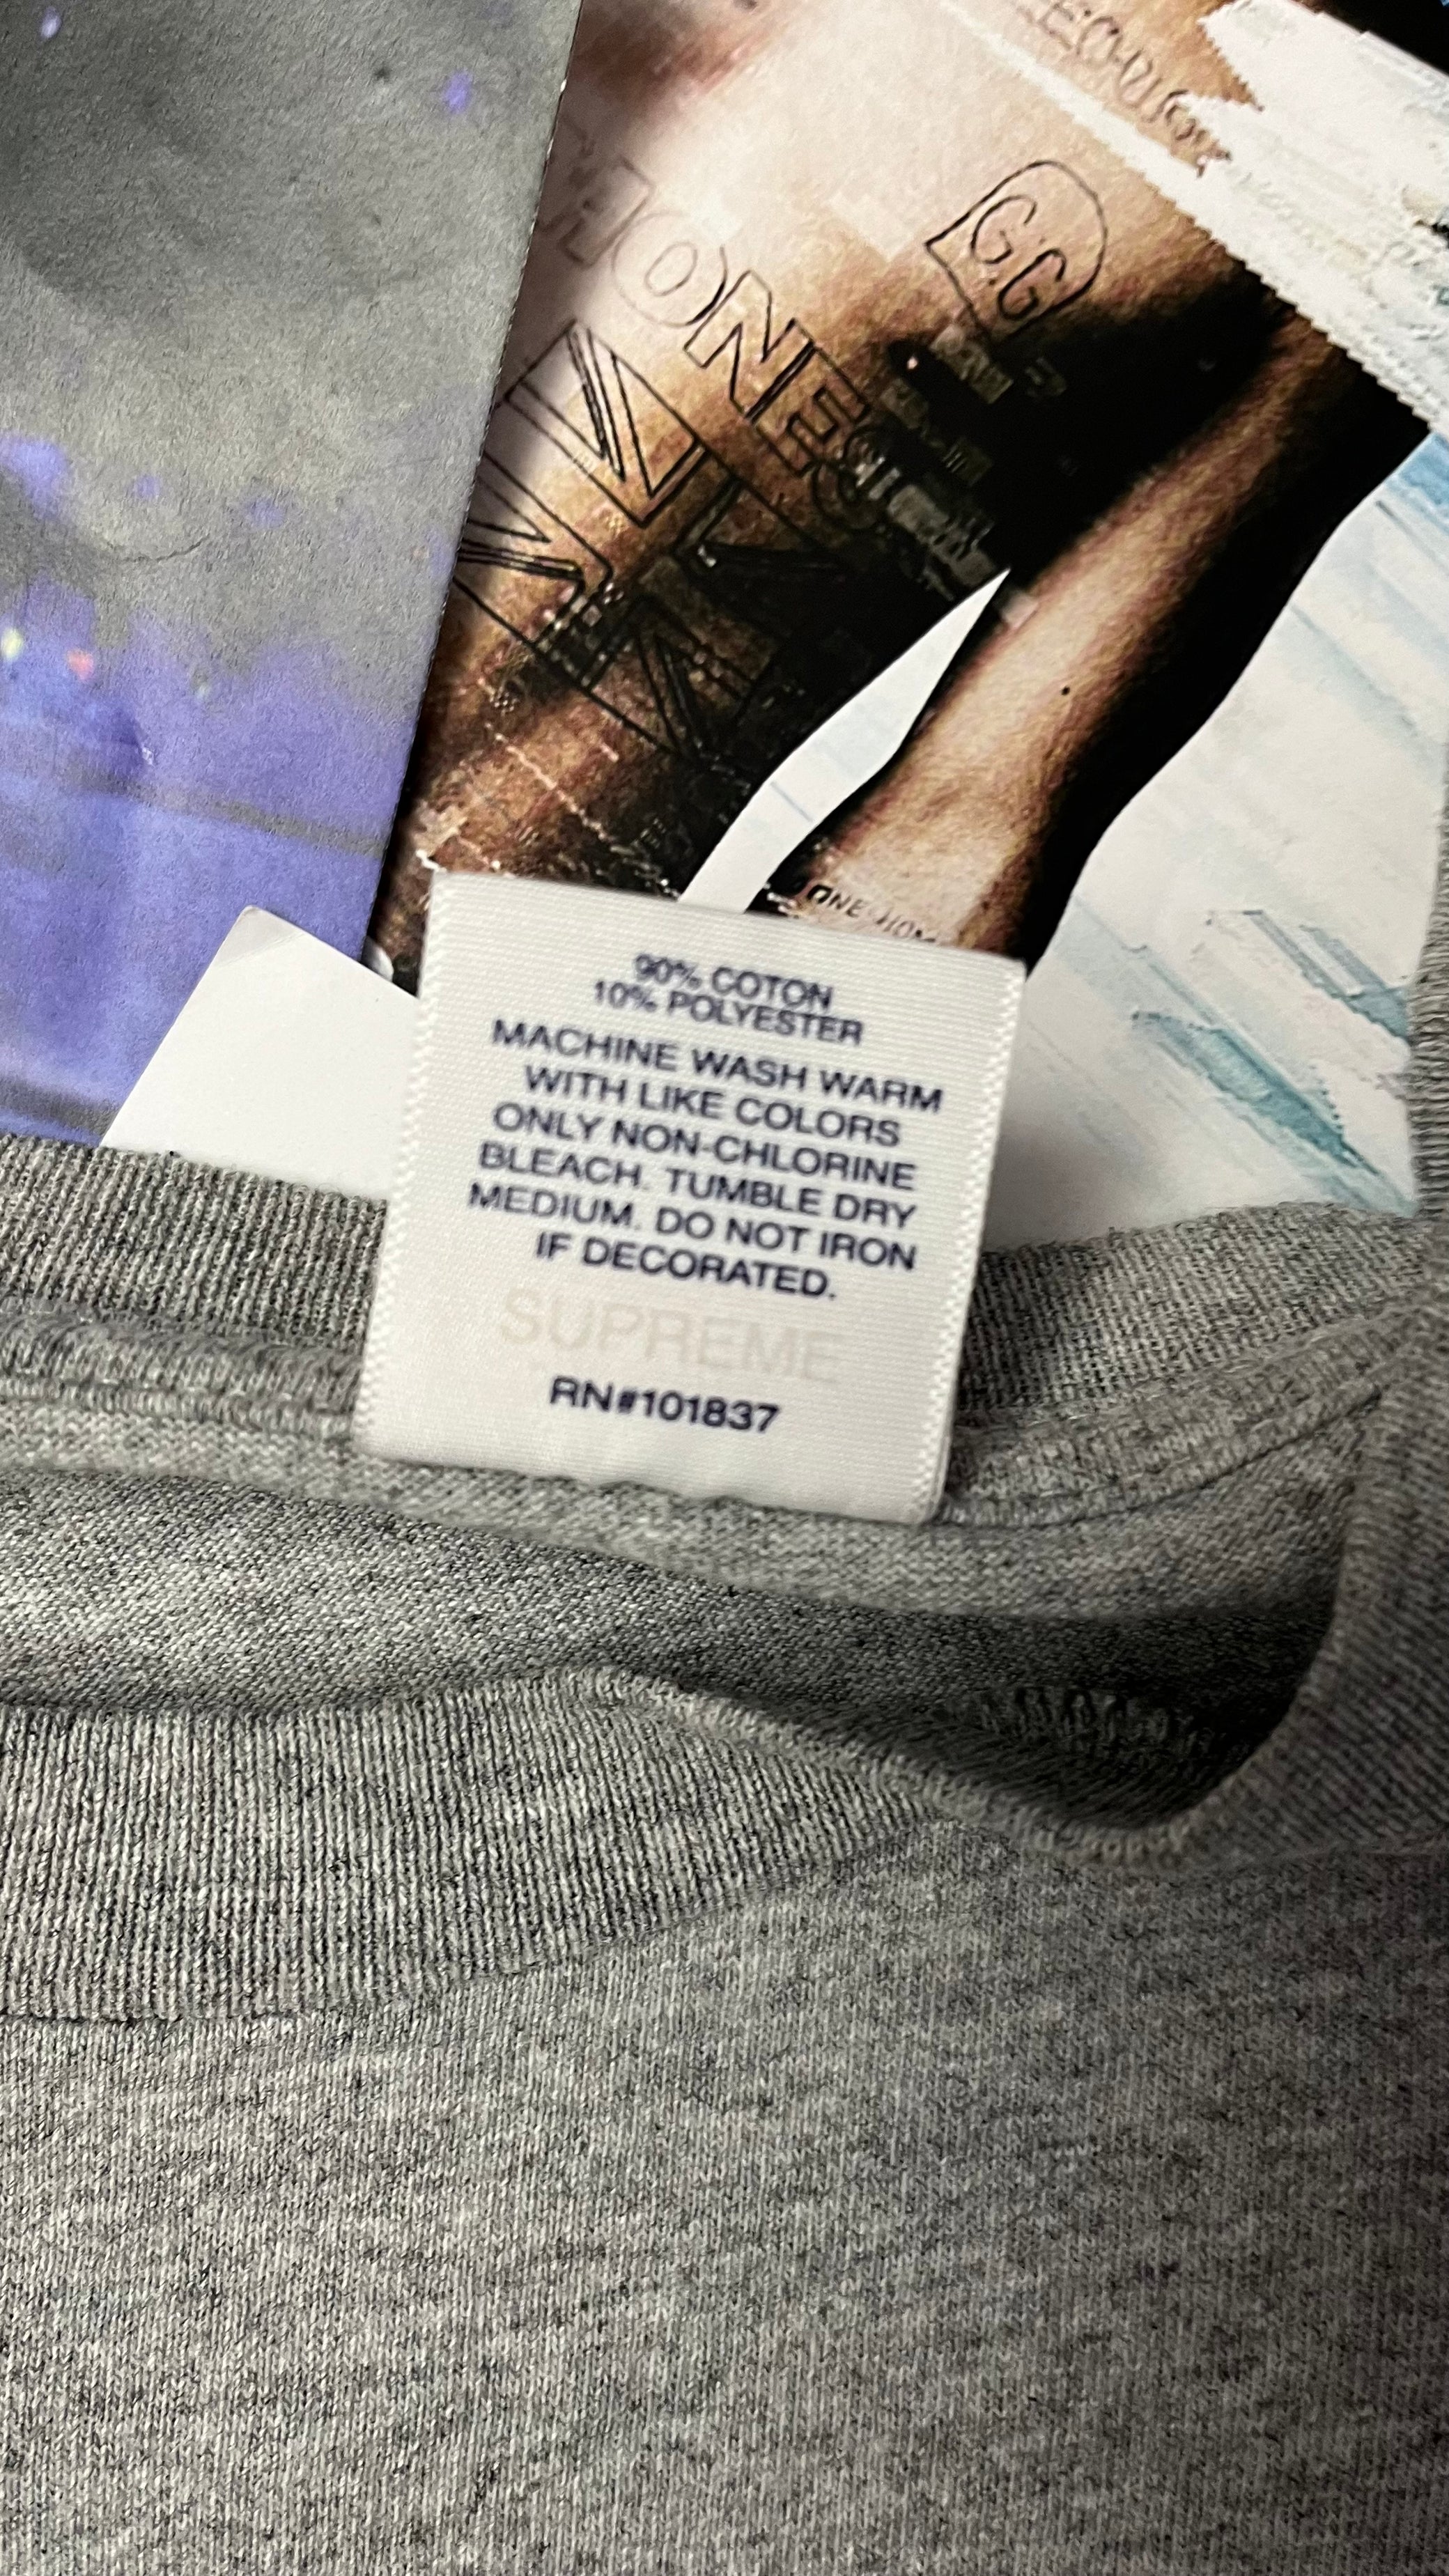 G.G
HONEST
90% COTON
10% POLYESTER
MACHINE WASH WARM
WITH LIKE COLORS
ONLY NON-CHLORINE
BLEACH. TUMBLE DRY
MEDIUM. DO NOT IRON
IF DECORATED.
SUPREME
RN#101837